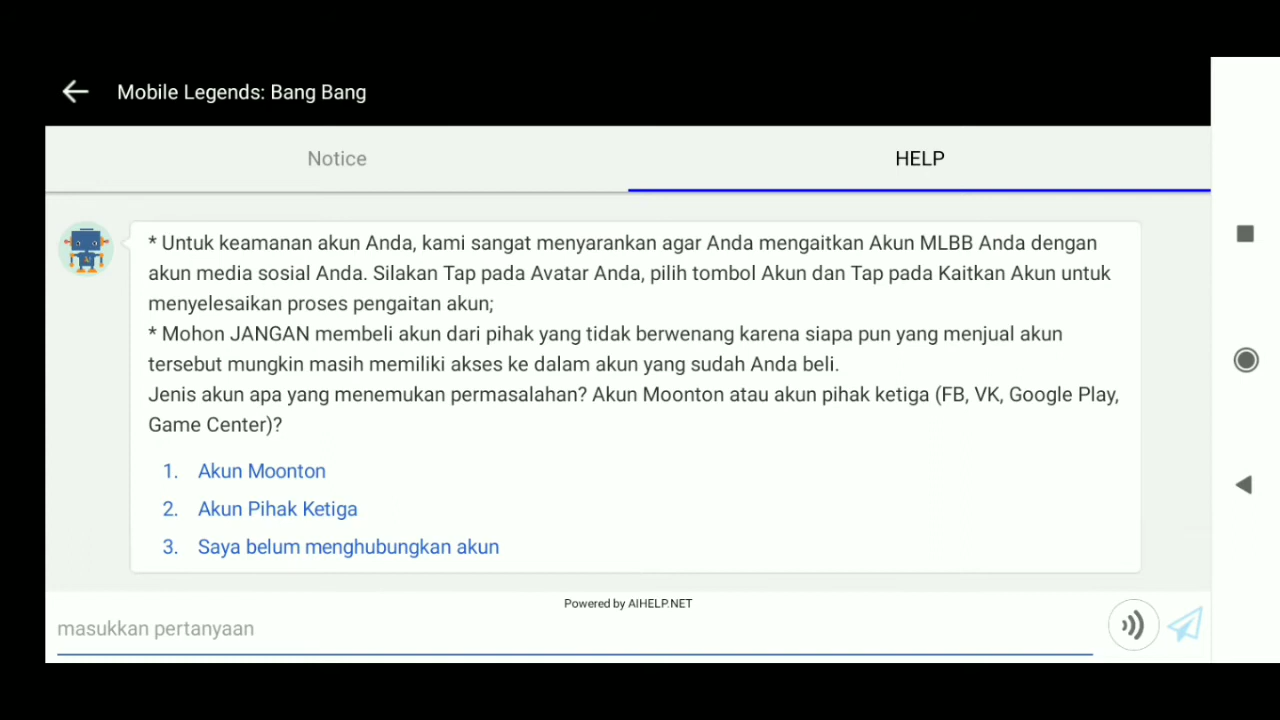 Mobile Legends: Bang Bang
Notice
HELP
* Untuk keamanan akun Anda, kami sangat menyarankan agar Anda mengaitkan Akun MLBB Anda dengan
akun media sosial Anda. Silakan Tap pada Avatar Anda, pilih tombol Akun dan Tap pada Kaitkan Akun untuk
menyelesaikan proses pengaitan akun;
* Mohon JANGAN membeli akun dari pihak yang tidak berwenang karena siapa pun yang menjual akun
tersebut mungkin masih memiliki akses ke dalam akun yang sudah Anda beli.
Jenis akun apa yang menemukan permasalahan? Akun Moonton atau akun pihak ketiga (FB, VK, Google Play,
Game Center)?
1. Akun Moonton
2. Akun Pihak Ketiga
3. Saya belum menghubungkan akun
Powered by AIHELP.NET
masukkan pertanyaan